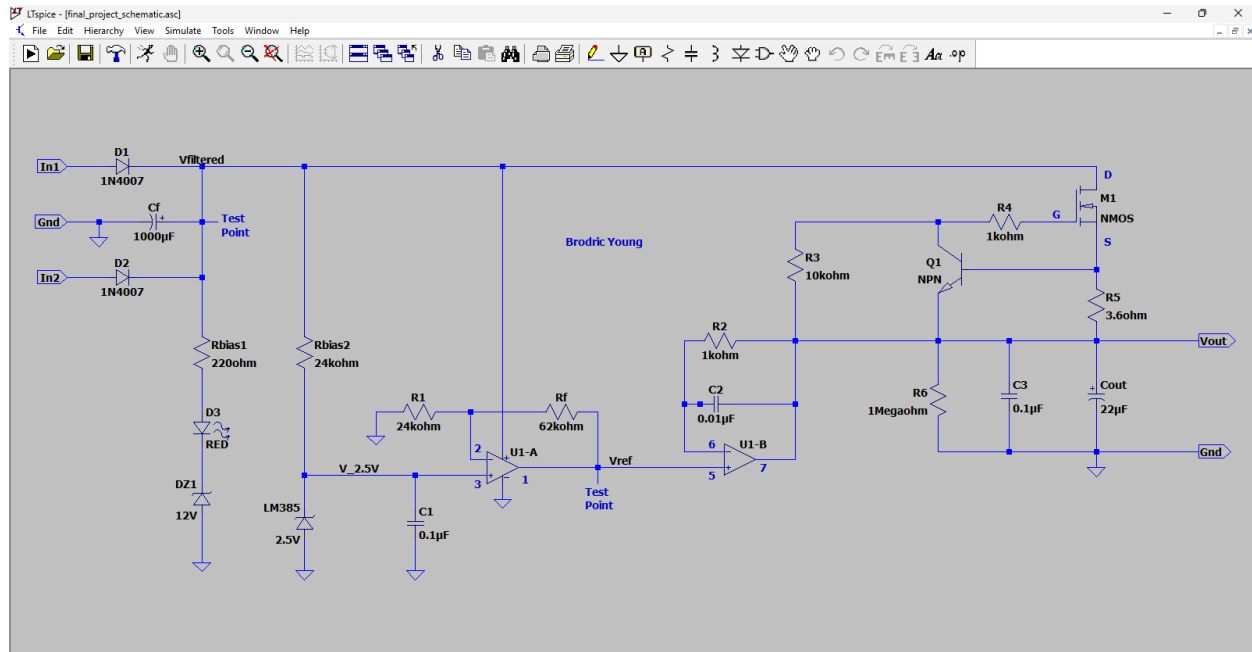 LTspice - [final_project_schematic.asc]
File Edit Hierarchy View Simulate Tools Window Help
Aa .op
In1
D1
1N4007
Vfiltered
Gnd
Cf
+
1000µF
Test
Point
In2
D2
1N4007
Rbias1
220ohm
D3
RED
DZ1
12V
Rbias2
24kohm
LM385
2.5V
V_2.5V
C1
0.1µF
R1
24kohm
Rf
62kohm
2
3
U1-A
1
Vref
Test
Point
Brodric Young
R2
1kohm
C2
0.01µF
6
5
U1-B
7
R3
10kohm
R4
1kohm
G
D
M1
NMOS
S
Q1
NPN
R5
3.6ohm
R6
1Megaohm
C3
0.1µF
Cout
22µF
Vout
Gnd